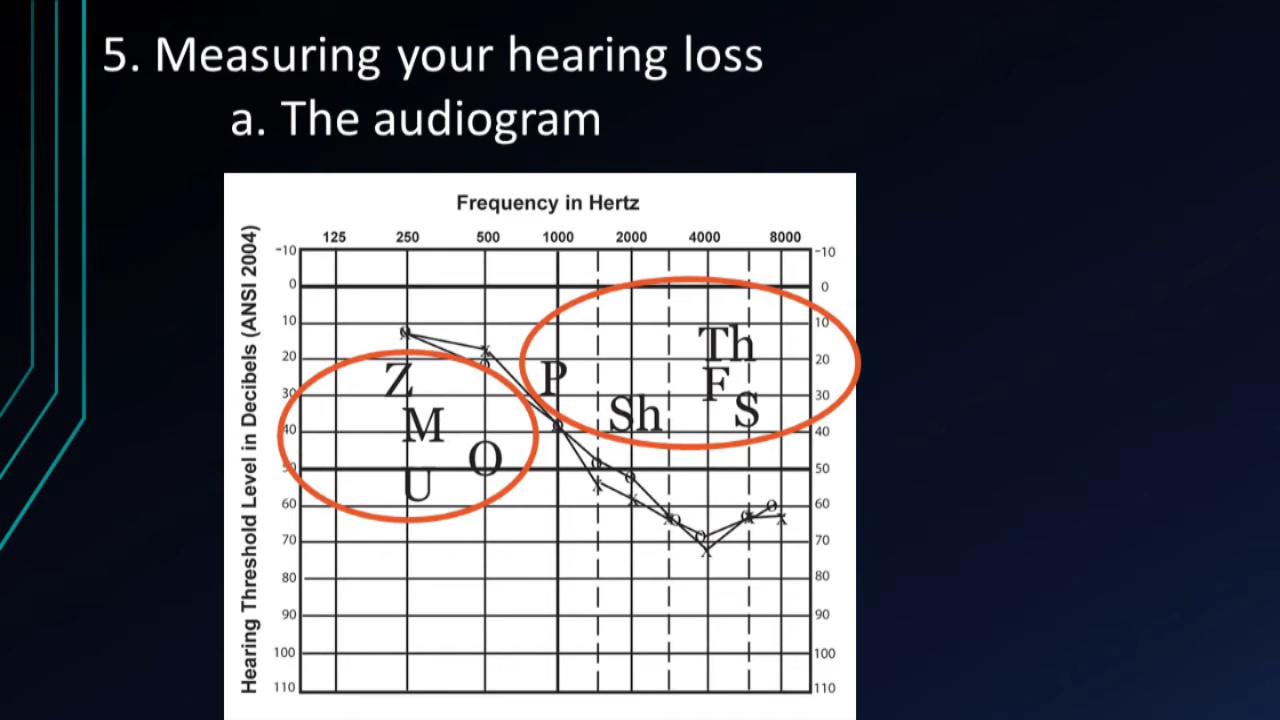 5. Measuring your hearing loss
a. The audiogram
Frequency in Hertz
125 250 500 1000 2000 4000 8000
Hearing Threshold Level in Decibels (ANSI 2004)
-10 -10
0 0
10 10
20 20
30 30
40 40
50 50
60 60
70 70
80 80
90 90
100 100
110 110
Th
Z P F
Sh S
M
O
U